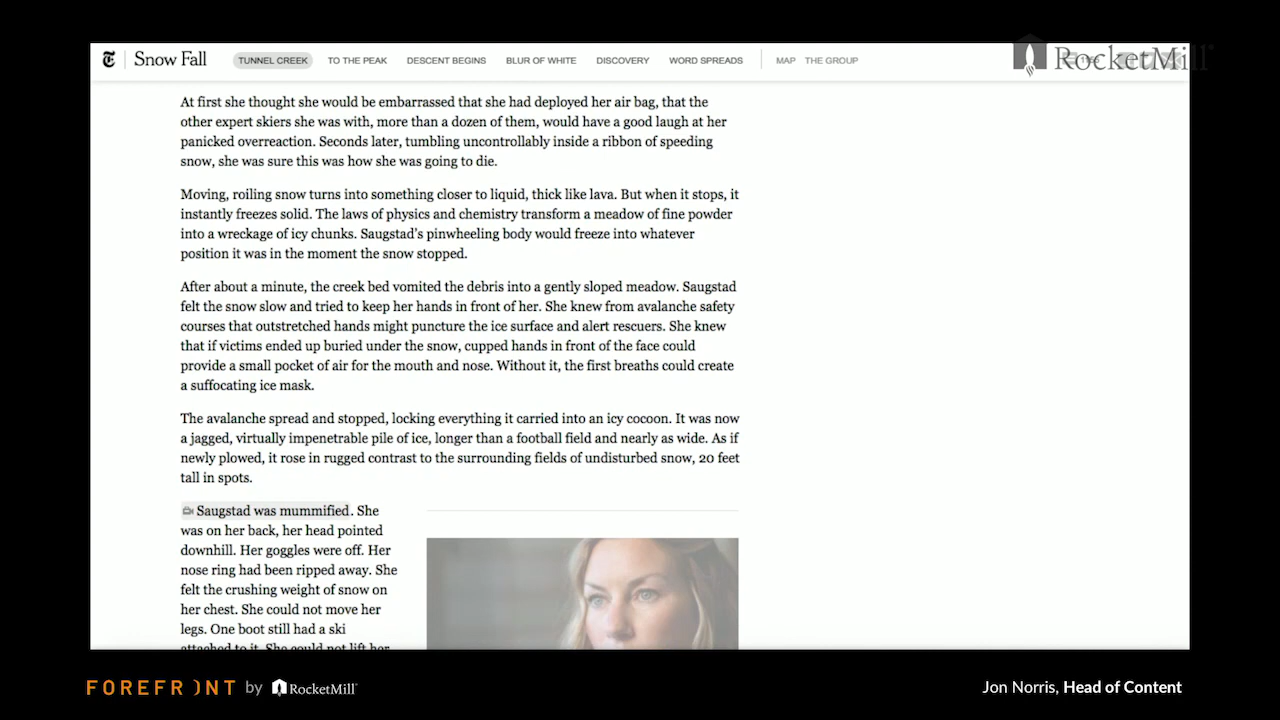 Snow Fall TUNNEL CREEK TO THE PEAK DESCENT BEGINS BLUR OF WHITE DISCOVERY WORD SPREADS MAP THE GROUP
RocketMill
At first she thought she would be embarrassed that she had deployed her air bag, that the
other expert skiers she was with, more than a dozen of them, would have a good laugh at her
panicked overreaction. Seconds later, tumbling uncontrollably inside a ribbon of speeding
snow, she was sure this was how she was going to die.
Moving, roiling snow turns into something closer to liquid, thick like lava. But when it stops, it
instantly freezes solid. The laws of physics and chemistry transform a meadow of fine powder
into a wreckage of icy chunks. Saugstad’s pinwheeling body would freeze into whatever
position it was in the moment the snow stopped.
After about a minute, the creek bed vomited the debris into a gently sloped meadow. Saugstad
felt the snow slow and tried to keep her hands in front of her. She knew from avalanche safety
courses that outstretched hands might puncture the ice surface and alert rescuers. She knew
that if victims ended up buried under the snow, cupped hands in front of the face could
provide a small pocket of air for the mouth and nose. Without it, the first breaths could create
a suffocating ice mask.
The avalanche spread and stopped, locking everything it carried into an icy cocoon. It was now
a jagged, virtually impenetrable pile of ice, longer than a football field and nearly as wide. As if
newly plowed, it rose in rugged contrast to the surrounding fields of undisturbed snow, 20 feet
tall in spots.
Saugstad was mummified. She
was on her back, her head pointed
downhill. Her goggles were off. Her
nose ring had been ripped away. She
felt the crushing weight of snow on
her chest. She could not move her
legs. One boot still had a ski
attached to it. She could not lift her
FOREFRONT by RocketMill
Jon Norris, Head of Content